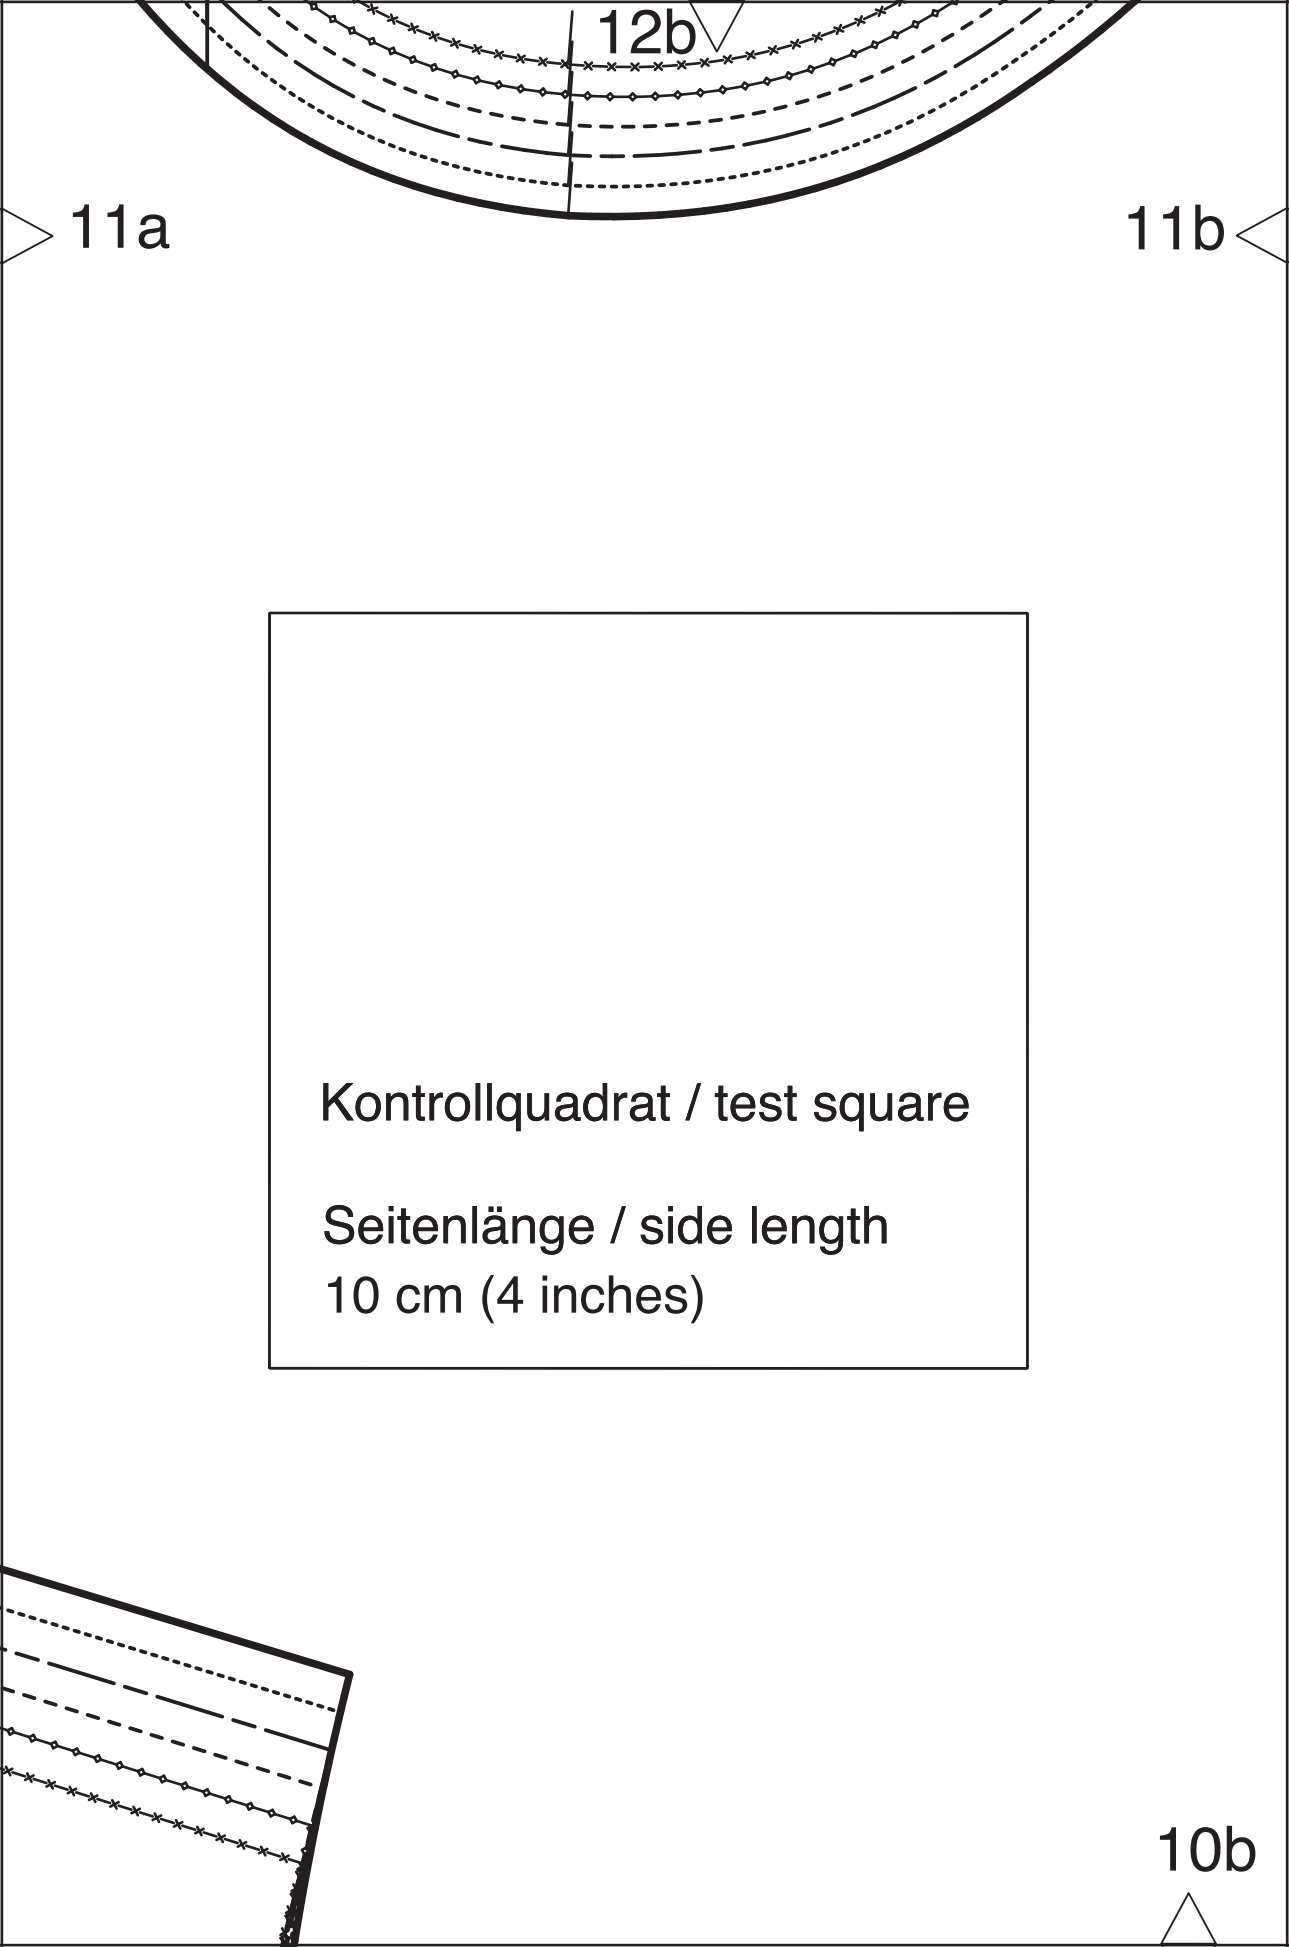 12b
11a
11b
Kontrollquadrat / test square
Seitenlänge / side length
10 cm (4 inches)
10b